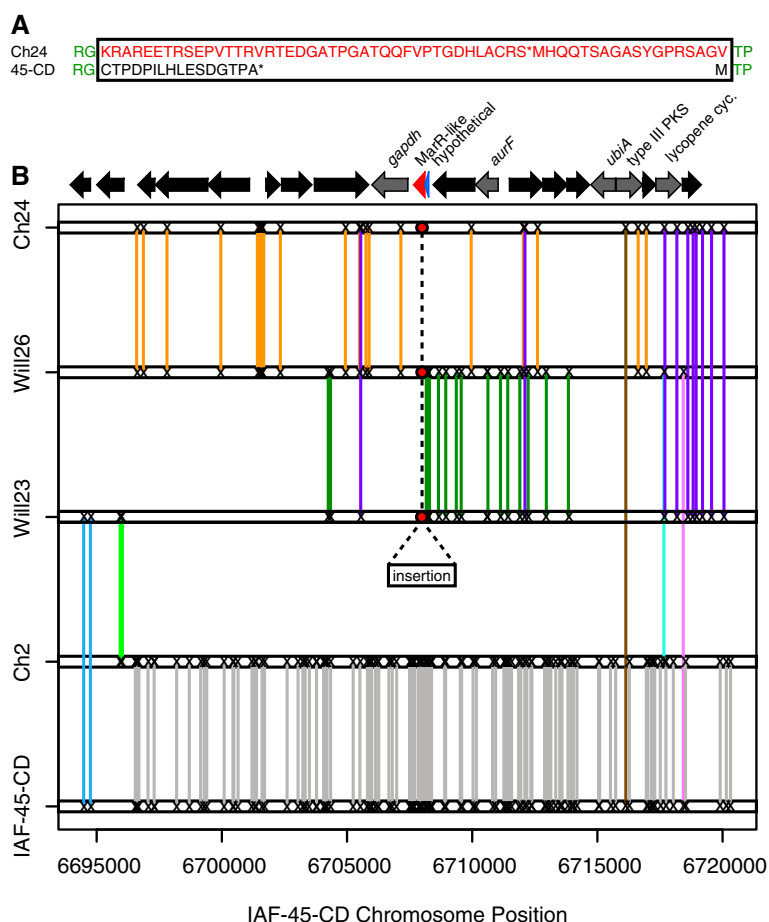 A
Ch24 RG KRAREETRSEPVTTRVRTEDGATPGATQQFVPTGDHLACRS*MHQQTSAGASYGPRSAGV TP
45-CD RG CTPDPILHLESDGTPA* M TP
B
gapdh
MarR-like
hypothetical
aurF
ubiA
type III PKS
lycopene cyc.
Ch24
Will26
Will23
insertion
Ch2
IAF-45-CD
6695000 6700000 6705000 6710000 6715000 6720000
IAF-45-CD Chromosome Position